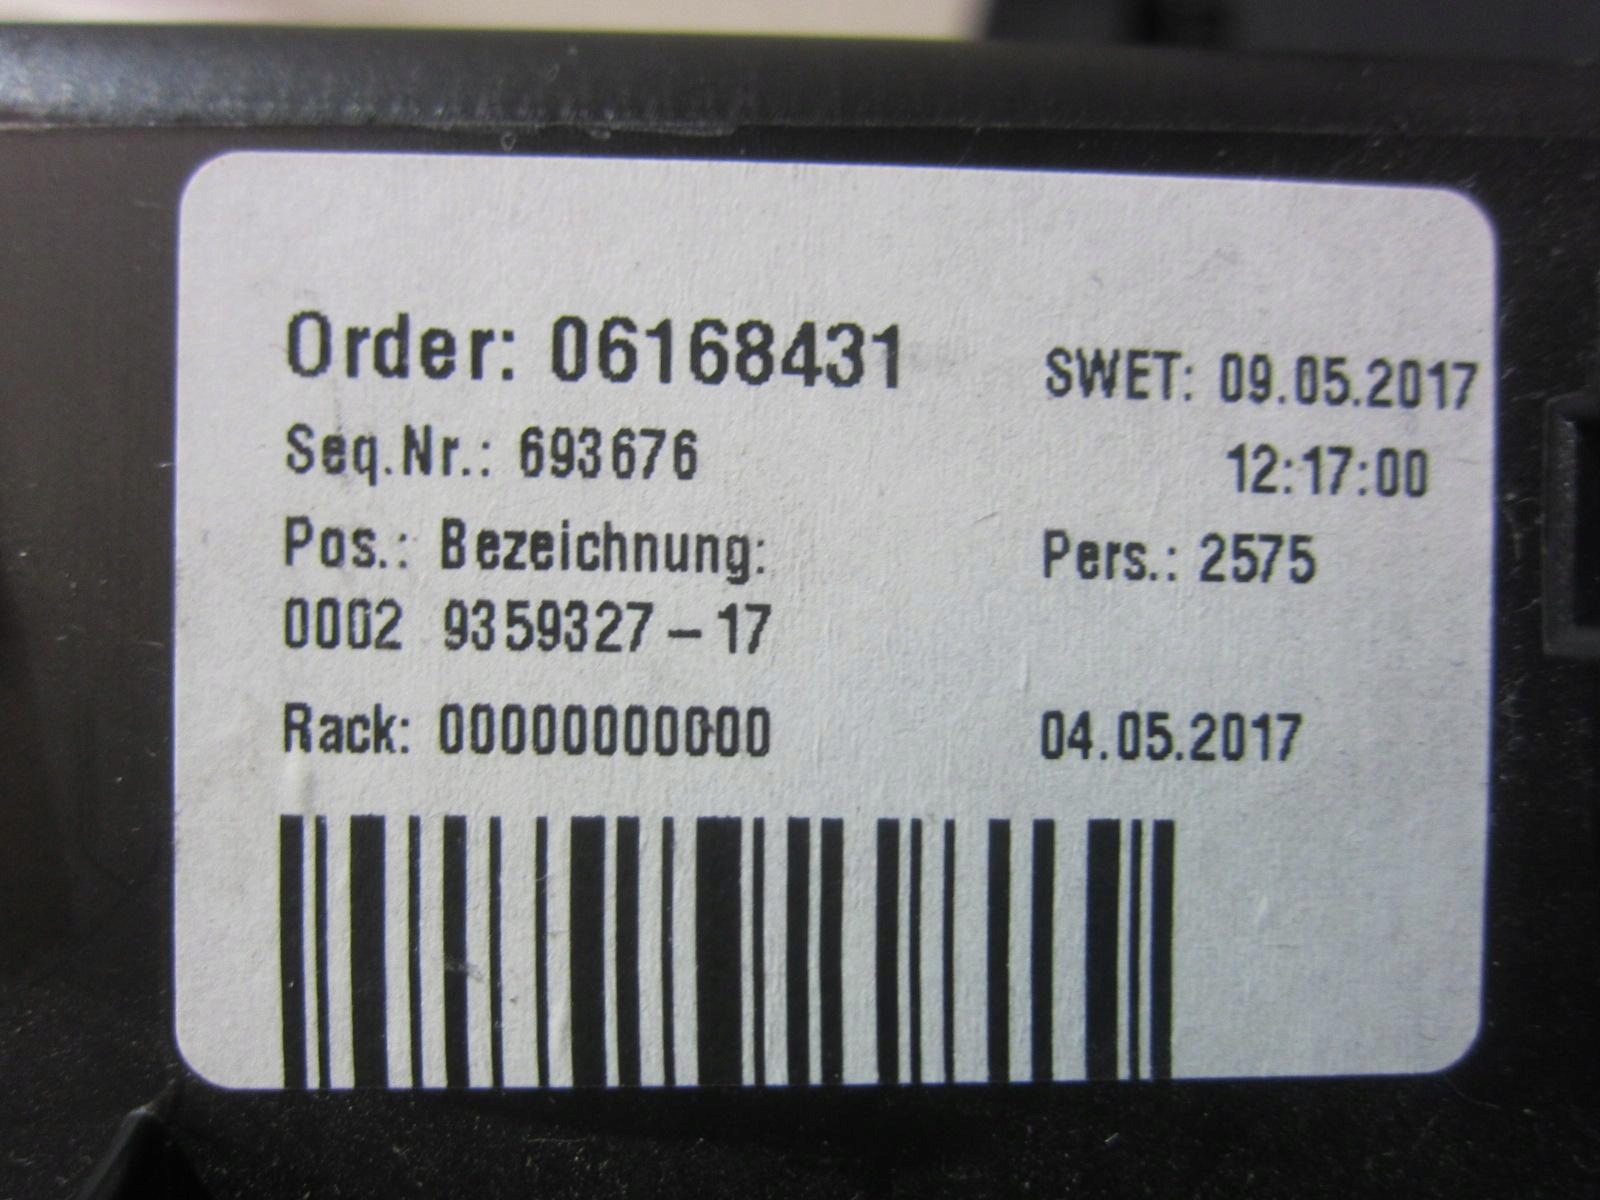 Order: 06168431
SWET: 09.05.2017
Seq.Nr.: 693676
12:17:00
Pos.: Bezeichnung:
Pers.: 2575
0002 9359327-17
Rack: 00000000000
04.05.2017